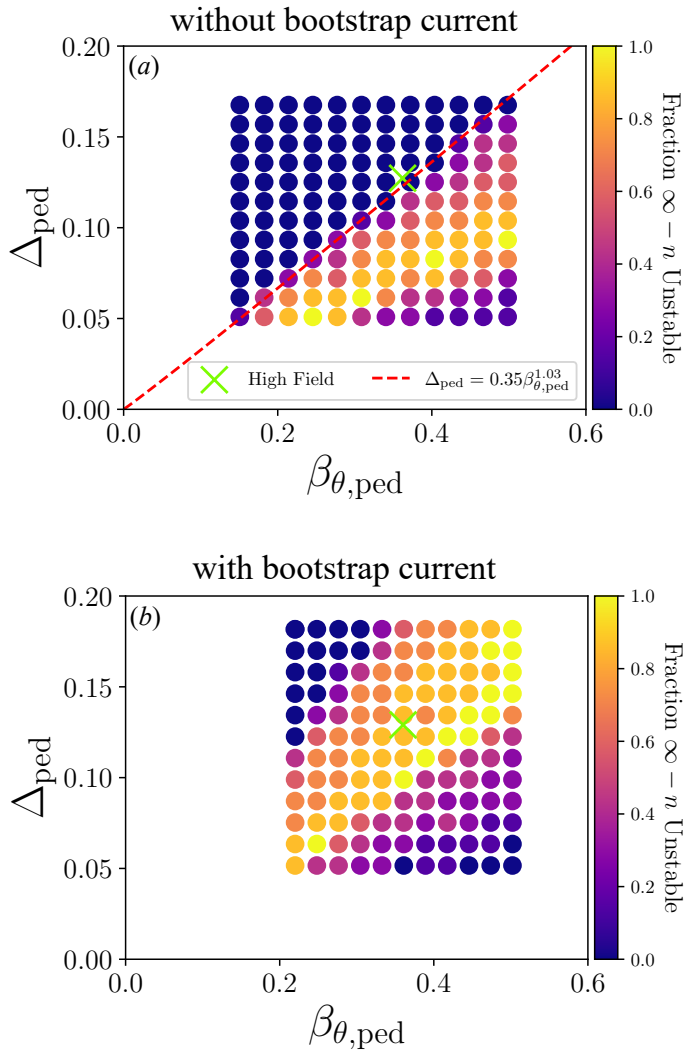 without bootstrap current
(a)
0.20
0.15
0.10
0.05
0.00
Δped
0.0
0.2
0.4
0.6
βθ,ped
High Field
Δped = 0.35β^1.03_θ,ped
1.0
0.8
0.6
0.4
0.2
0.0
Fraction ∞ − n Unstable
with bootstrap current
(b)
0.20
0.15
0.10
0.05
0.00
Δped
0.0
0.2
0.4
0.6
βθ,ped
1.0
0.8
0.6
0.4
0.2
0.0
Fraction ∞ − n Unstable